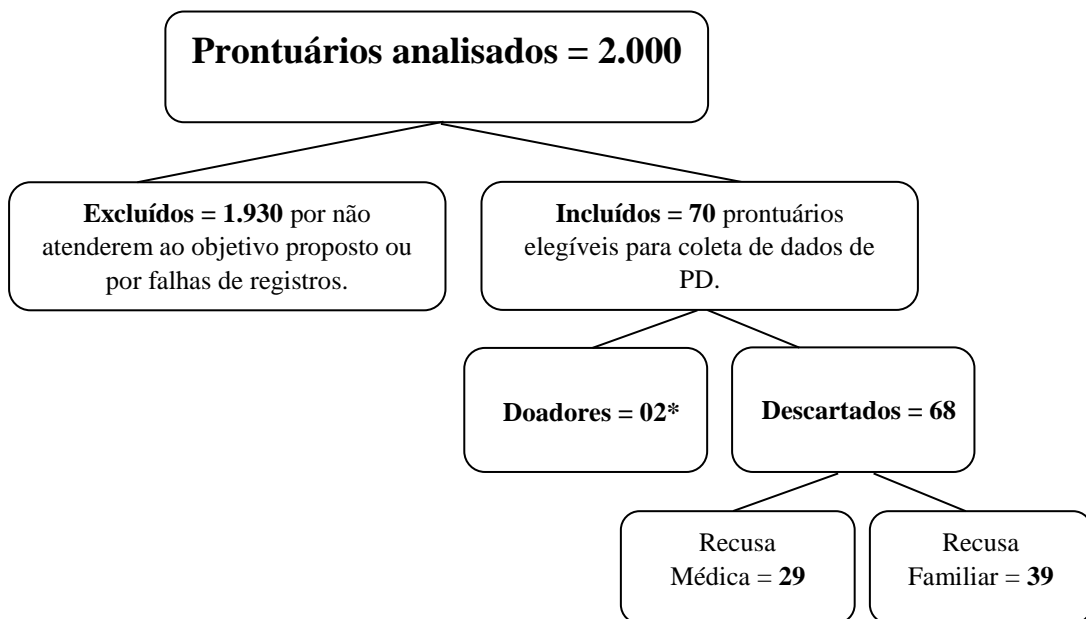 Prontuários analisados = 2.000
Excluídos = 1.930 por não
atenderem ao objetivo proposto ou
por falhas de registros.
Incluídos = 70 prontuários
elegíveis para coleta de dados de
PD.
Doadores = 02*
Descartados = 68
Recusa
Médica = 29
Recusa
Familiar = 39